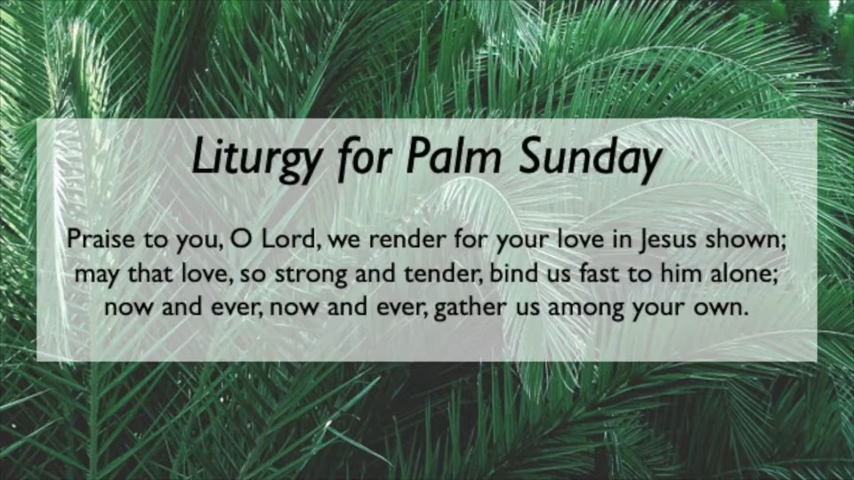 Liturgy for Palm Sunday
Praise to you, O Lord, we render for your love in Jesus shown;
may that love, so strong and tender, bind us fast to him alone;
now and ever, now and ever, gather us among your own.